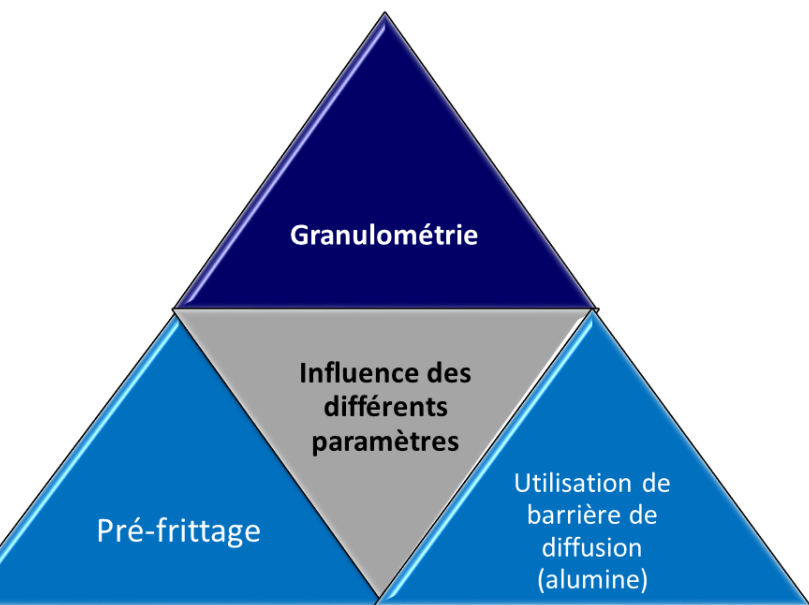 Granulométrie
Influence des
différents
paramètres
Pré-frittage
Utilisation de
barrière de
diffusion
(alumine)